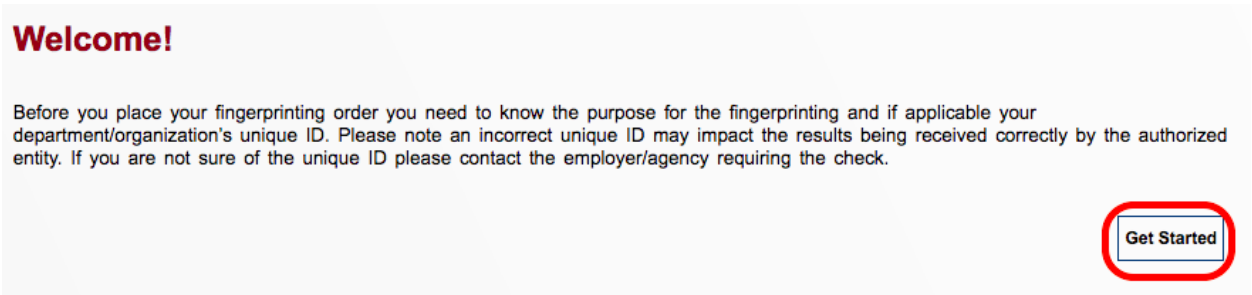 Welcome!
Before you place your fingerprinting order you need to know the purpose for the fingerprinting and if applicable your
department/organization's unique ID. Please note an incorrect unique ID may impact the results being received correctly by the authorized
entity. If you are not sure of the unique ID please contact the employer/agency requiring the check.
Get Started